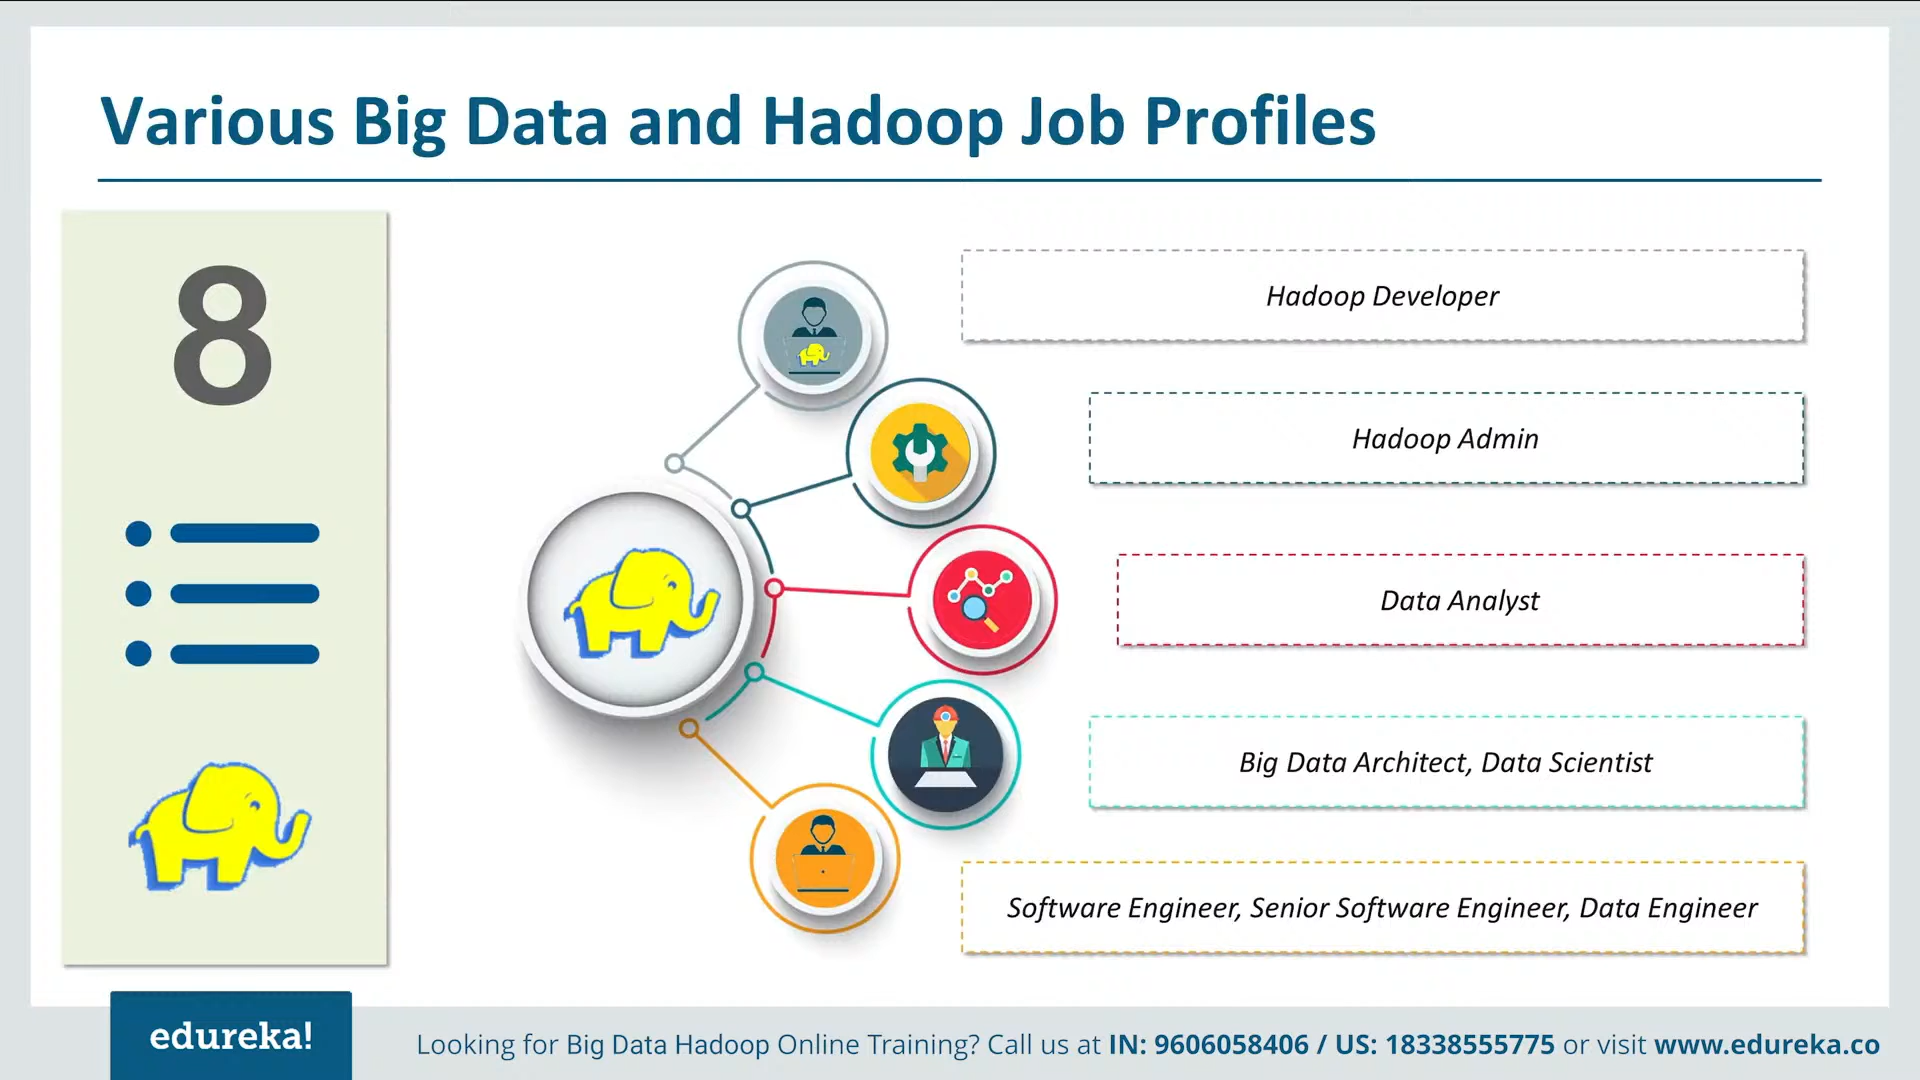 Various Big Data and Hadoop Job Profiles
8
Hadoop Developer
Hadoop Admin
Data Analyst
Big Data Architect, Data Scientist
Software Engineer, Senior Software Engineer, Data Engineer
edureka!
Looking for Big Data Hadoop Online Training? Call us at IN: 9606058406 / US: 18338555775 or visit www.edureka.co